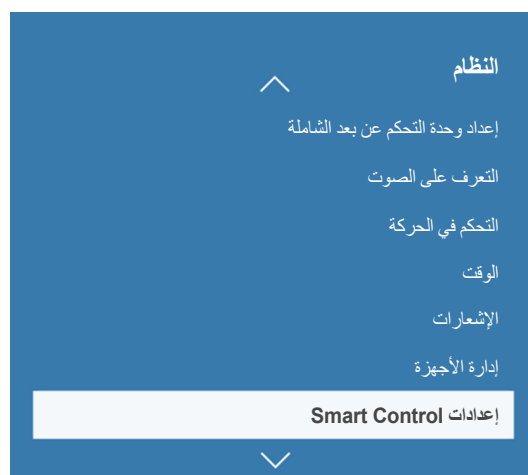 النظام
إعداد وحدة التحكم عن بعد الشاملة
التعرف على الصوت
التحكم في الحركة
الوقت
الإشعارات
إدارة الأجهزة
إعدادات Smart Control